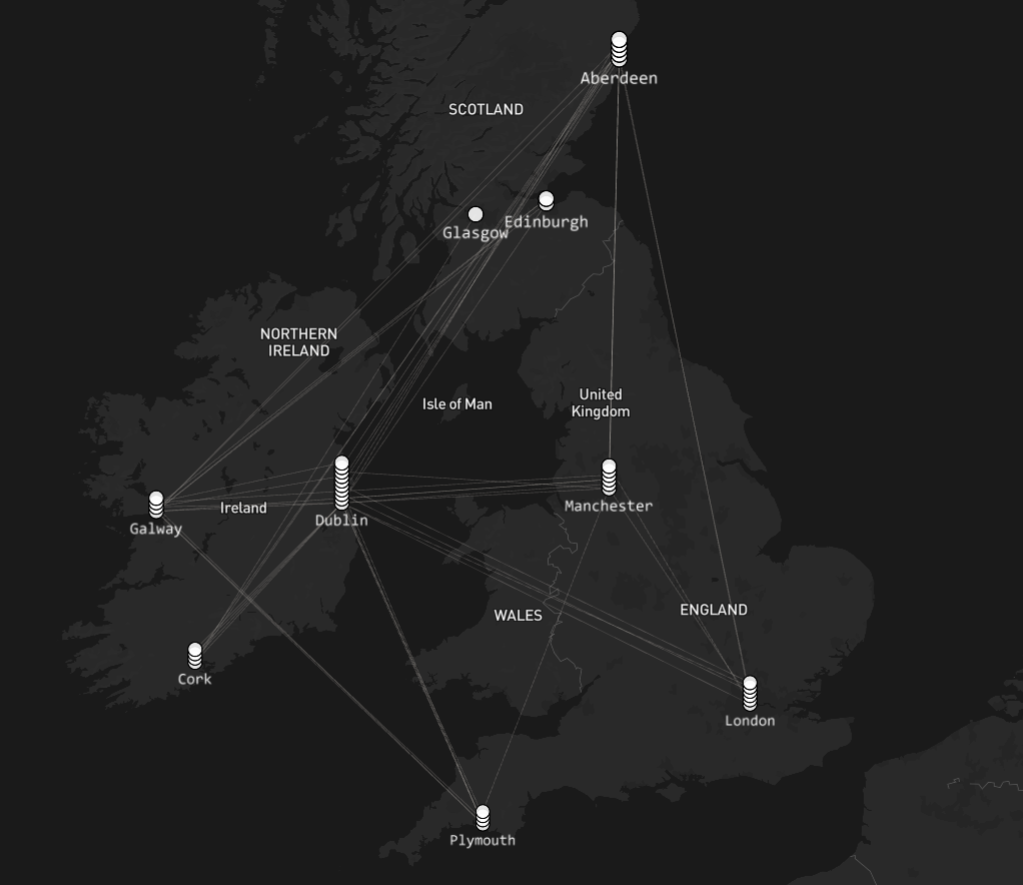 Aberdeen
SCOTLAND
Edinburgh
Glasgow
NORTHERN
IRELAND
Isle of Man
United
Kingdom
Ireland
Galway
Dublin
Manchester
WALES
ENGLAND
Cork
London
Plymouth